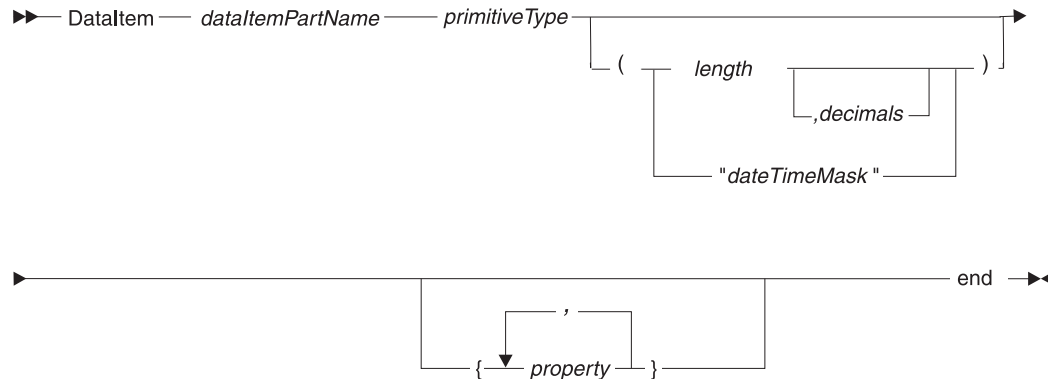 DataItem dataItemPartName primitiveType
( length )
,decimals
"dateTimeMask"
end
,
{ property }